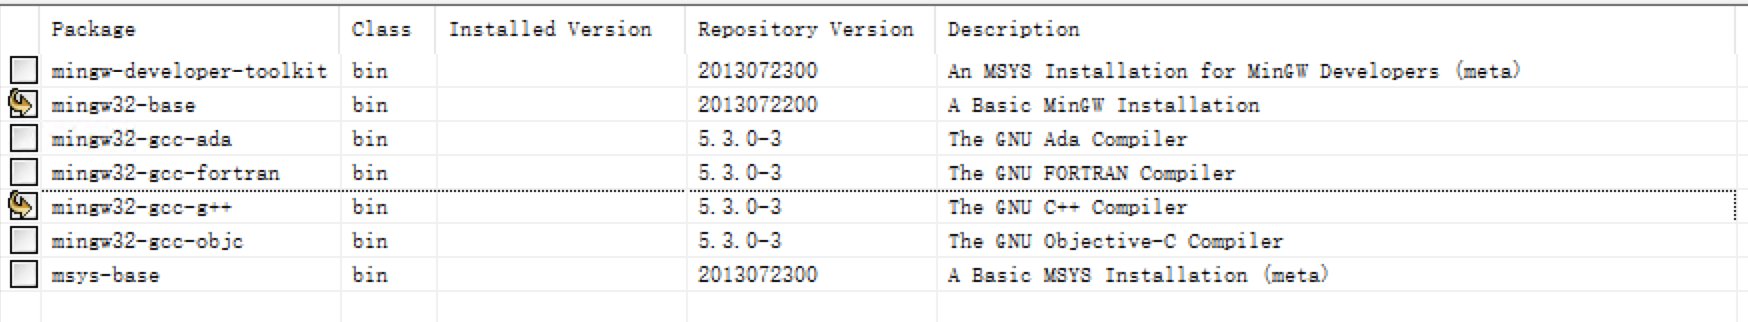 Package Class Installed Version Repository Version Description
mingw-developer-toolkit bin 2013072300 An MSYS Installation for MinGW Developers (meta)
mingw32-base bin 2013072200 A Basic MinGW Installation
mingw32-gcc-ada bin 5.3.0-3 The GNU Ada Compiler
mingw32-gcc-fortran bin 5.3.0-3 The GNU FORTRAN Compiler
mingw32-gcc-g++ bin 5.3.0-3 The GNU C++ Compiler
mingw32-gcc-objc bin 5.3.0-3 The GNU Objective-C Compiler
msys-base bin 2013072300 A Basic MSYS Installation (meta)